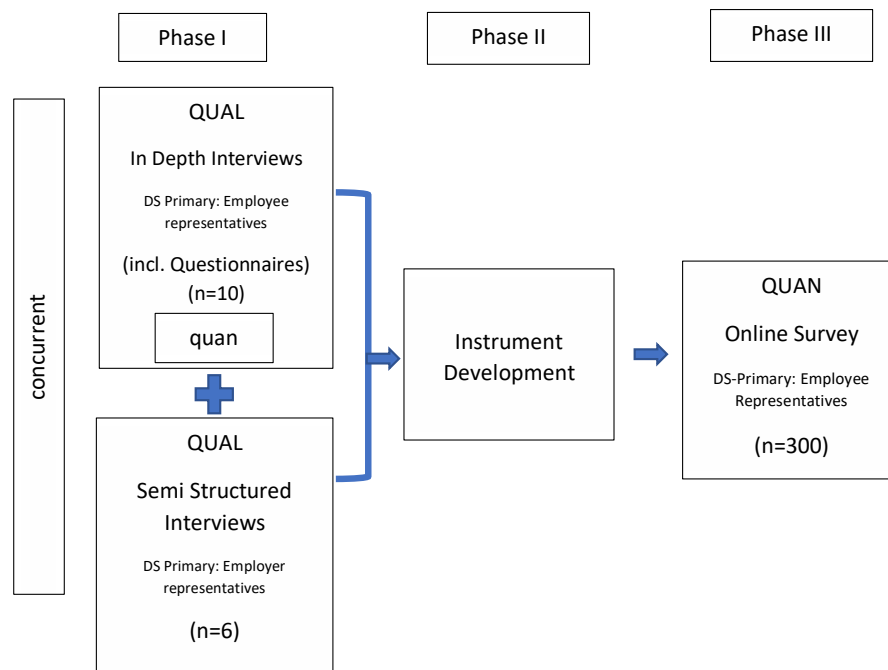 Phase I
Phase II
Phase III
concurrent
QUAL
In Depth Interviews
DS Primary: Employee
representatives
(incl. Questionnaires)
(n=10)
quan
QUAL
Semi Structured
Interviews
DS Primary: Employer
representatives
(n=6)
Instrument
Development
QUAN
Online Survey
DS-Primary: Employee
Representatives
(n=300)